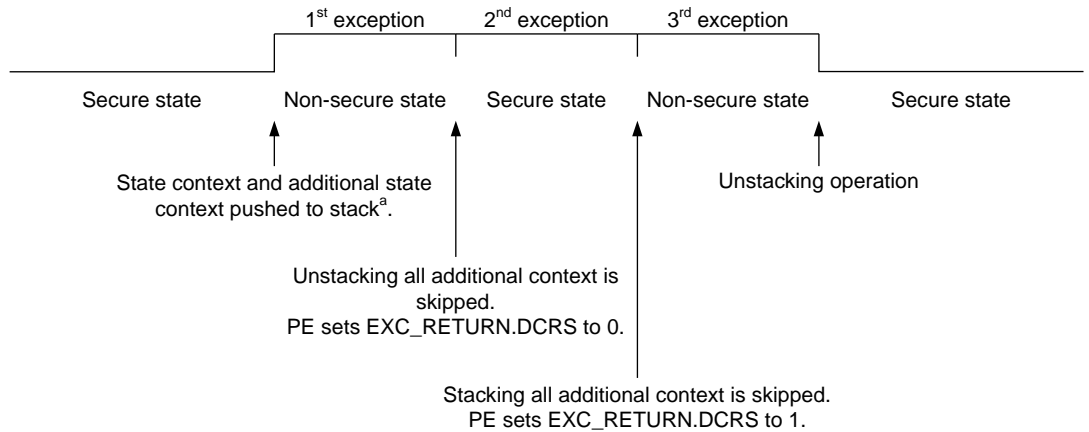 1st exception 2nd exception 3rd exception
Secure state Non-secure state Secure state Non-secure state Secure state
State context and additional state
context pushed to stacka.
Unstacking operation
Unstacking all additional context is
skipped.
PE sets EXC_RETURN.DCRS to 0.
Stacking all additional context is skipped.
PE sets EXC_RETURN.DCRS to 1.